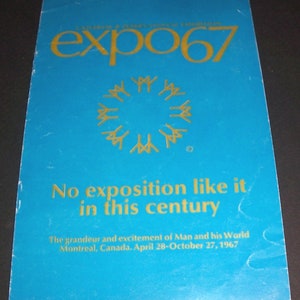 expo67
©
No exposition like it
in this century
The grandeur and excitement of Man and his World
Montreal, Canada. April 28-October 27, 1967